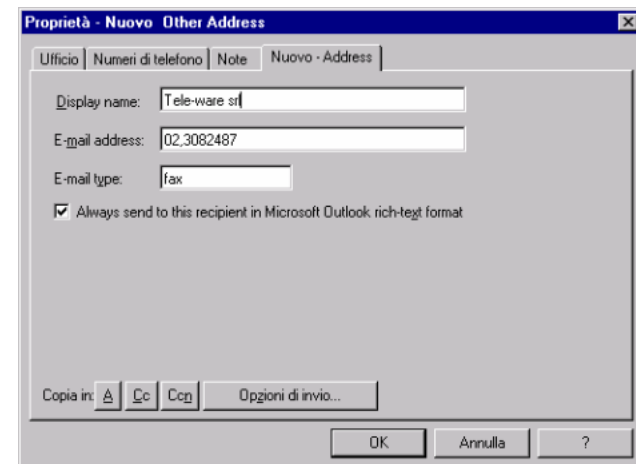 Proprietà - Nuovo Other Address
Ufficio Numeri di telefono Note Nuovo - Address
Display name: Tele-ware srl
E-mail address: 02,3082487
E-mail type: fax
Always send to this recipient in Microsoft Outlook rich-text format
Copia in: A Cc Ccn Opzioni di invio...
OK Annulla ?